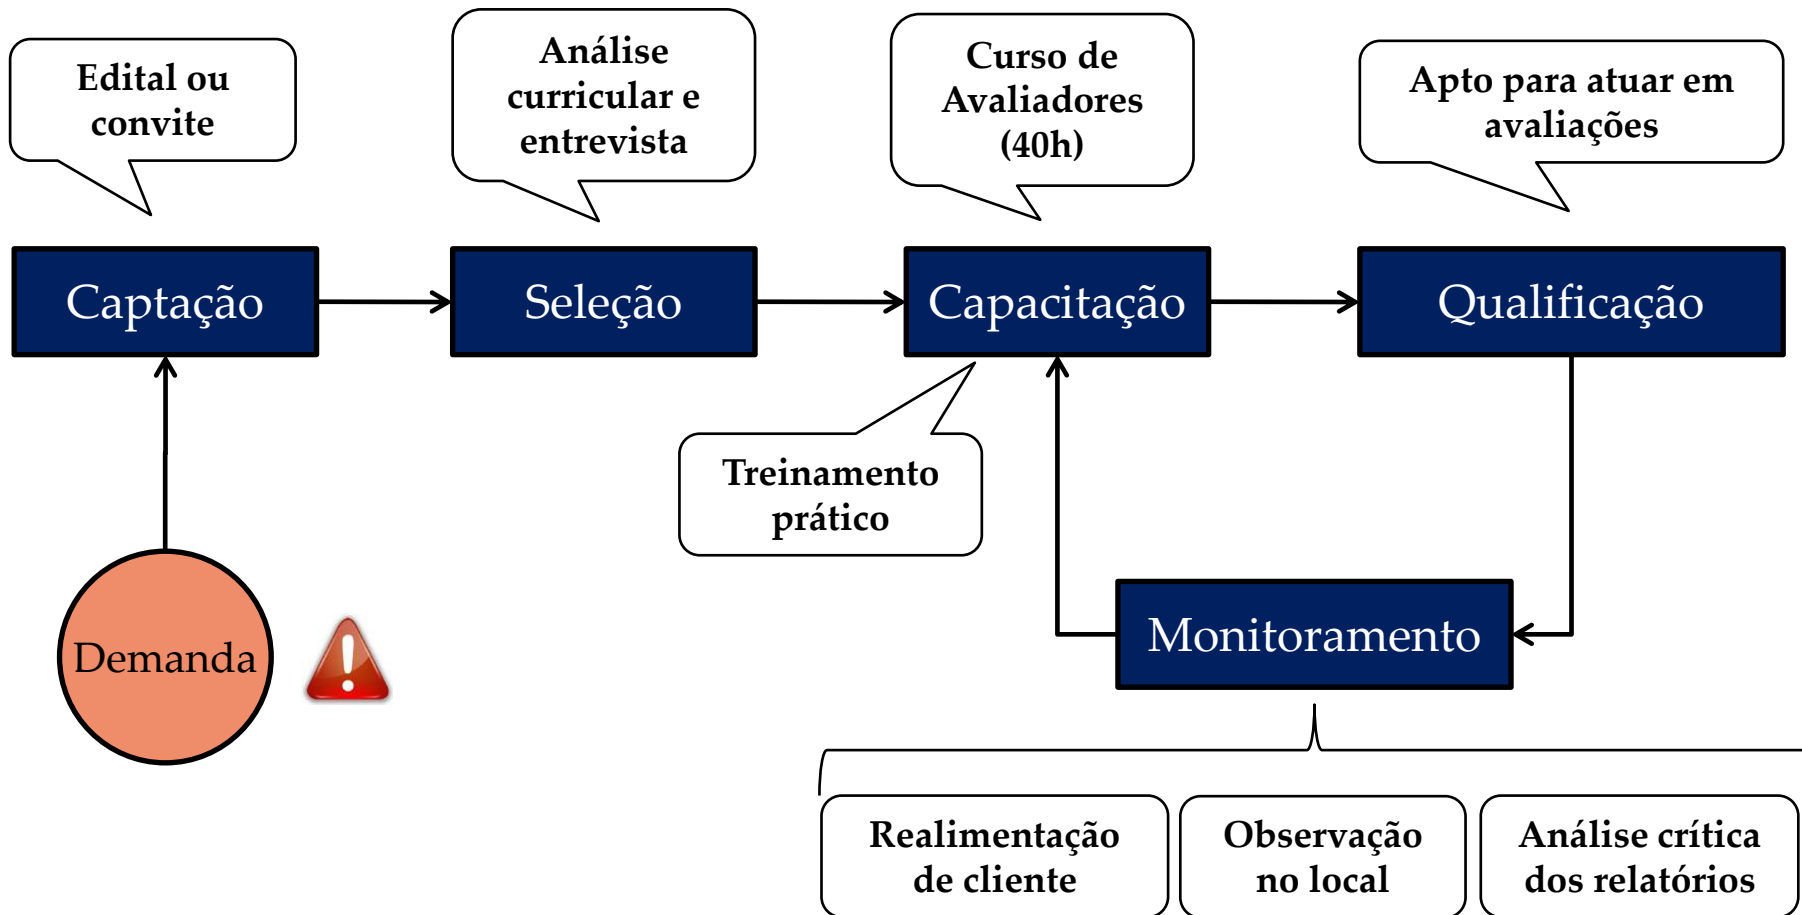 Edital ou
convite
Análise
curricular e
entrevista
Curso de
Avaliadores
(40h)
Apto para atuar em
avaliações
Captação
Seleção
Capacitação
Qualificação
Treinamento
prático
Demanda
!
Monitoramento
Realimentação
de cliente
Observação
no local
Análise crítica
dos relatórios